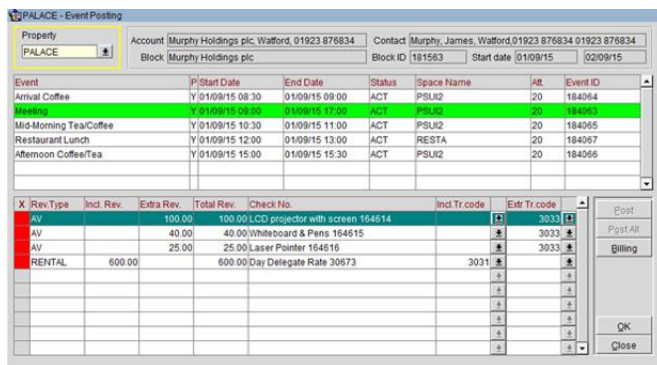 PALACE - Event Posting
Property
PALACE
Account Murphy Holdings plc, Watford, 01923 876834 Contact Murphy, James, Watford,01923 876834 01923 876834
Block Murphy Holdings plc Block ID 181563 Start date 01/09/15 02/09/15
Event P Start Date End Date Status Space Name Att. Event ID
Arrival Coffee Y 01/09/15 08:30 01/09/15 09:00 ACT PSUI2 20 184064
Meeting Y 01/09/15 09:00 01/09/15 17:00 ACT PSUI2 20 184063
Mid-Morning Tea/Coffee Y 01/09/15 10:30 01/09/15 11:00 ACT PSUI2 20 184065
Restaurant Lunch Y 01/09/15 12:00 01/09/15 13:00 ACT RESTA 20 184067
Afternoon Coffee/Tea Y 01/09/15 15:00 01/09/15 15:30 ACT PSUI2 20 184066
X Rev.Type Incl. Rev. Extra Rev. Total Rev. Check No. Incl.Tr.code Extr Tr.code
AV 100.00 100.00 LCD projector with screen 164614 3033
AV 40.00 40.00 Whiteboard & Pens 164615 3033
AV 25.00 25.00 Laser Pointer 164616 3033
RENTAL 600.00 600.00 Day Delegate Rate 30673 3031
Post
Post All
Billing
OK
Close